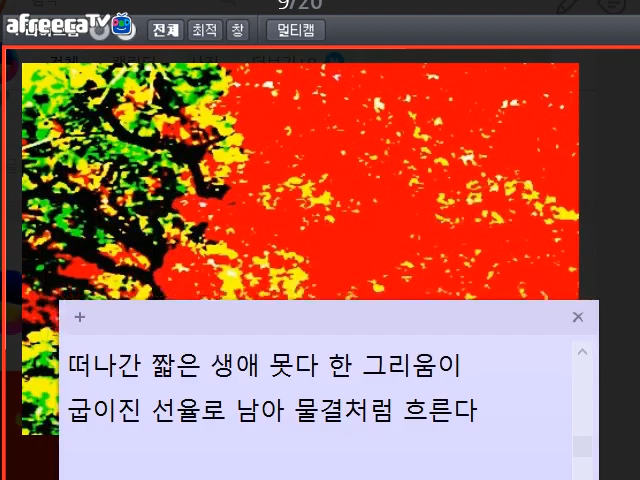 9/20
afreecaTV
전체 최적 창 멀티캠
떠나간 짧은 생애 못다 한 그리움이
굽이진 선율로 남아 물결처럼 흐른다